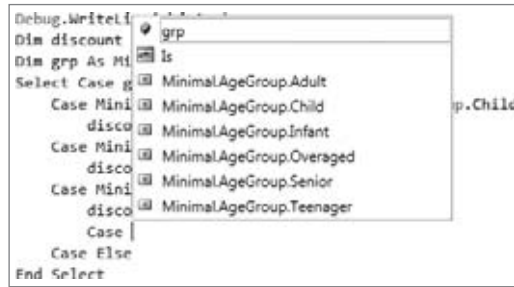 Debug.WriteLi
Dim discount
Dim grp As Mi
Select Case g
Case Mini p.Child
disco
Case Mini
disco
Case Mini
disco
Case
Case Else
End Select
grp
Is
Minimal.AgeGroup.Adult
Minimal.AgeGroup.Child
Minimal.AgeGroup.Infant
Minimal.AgeGroup.Overaged
Minimal.AgeGroup.Senior
Minimal.AgeGroup.Teenager